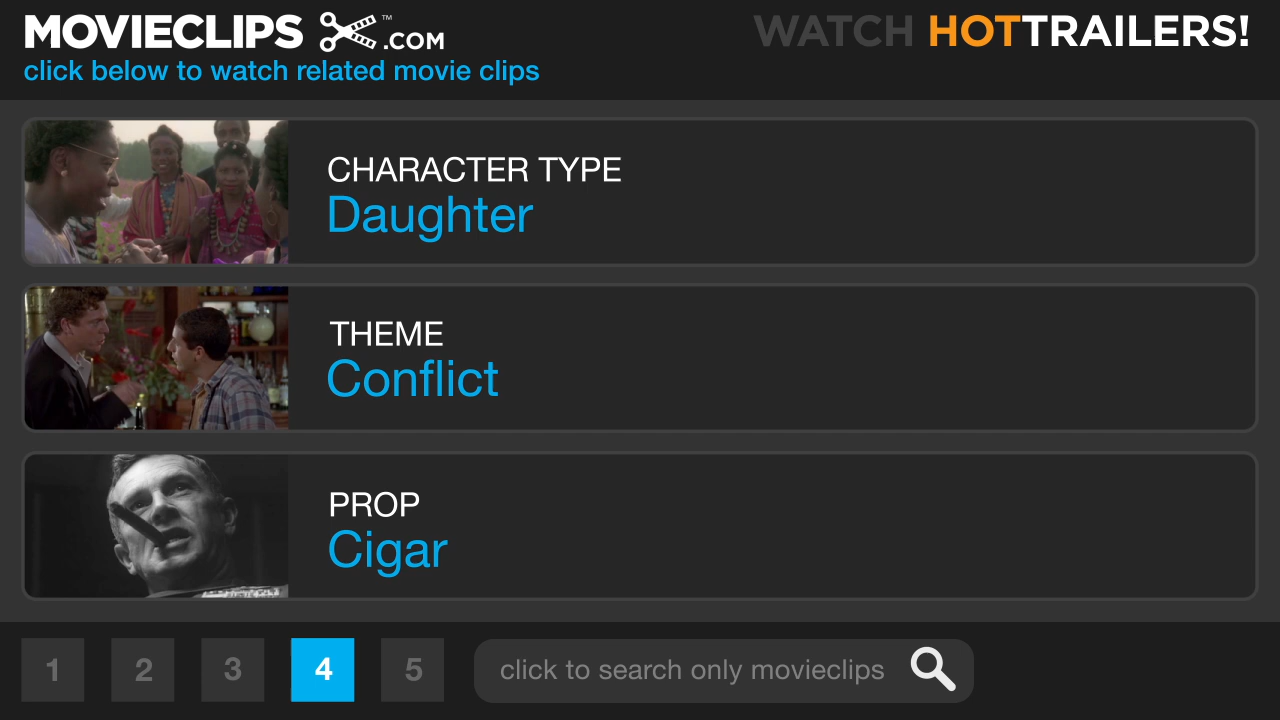 MOVIECLIPS ™ .COM
WATCH HOTTRAILERS!
click below to watch related movie clips
CHARACTER TYPE
Daughter
THEME
Conflict
PROP
Cigar
1 2 3 4 5 click to search only movieclips